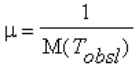 μ = 1 / M(T_obsl)